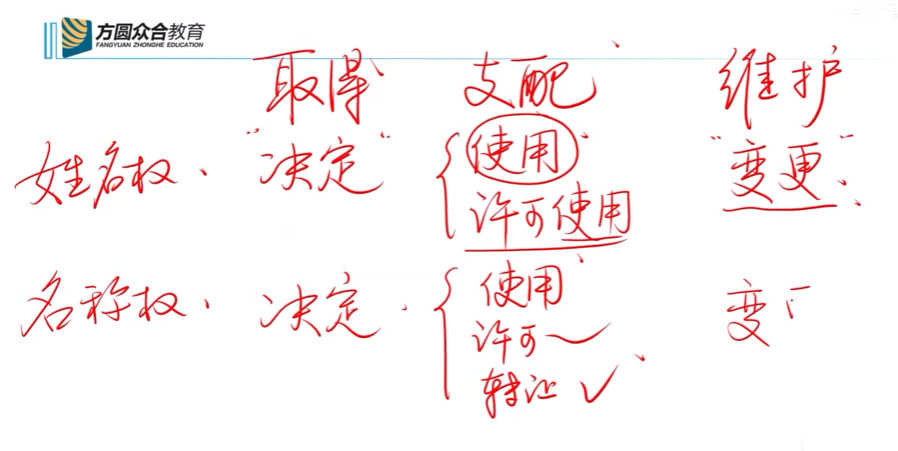 方圆众合教育
FANGYUAN ZHONGHE EDUCATION
取得 支配 维护
姓名权、 "决定" 使用 "变更"
许可使用
名称权、 决定 使用 变
许可～
转让 ✓